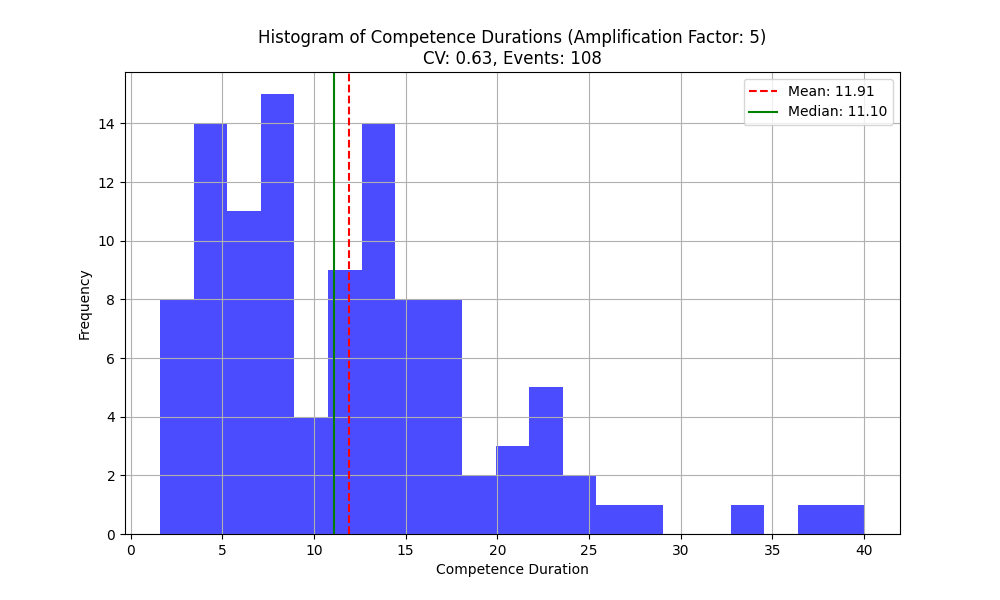 Histogram of Competence Durations (Amplification Factor: 5)
CV: 0.63, Events: 108
Mean: 11.91
Median: 11.10
Frequency
14
12
10
8
6
4
2
0
0 5 10 15 20 25 30 35 40
Competence Duration